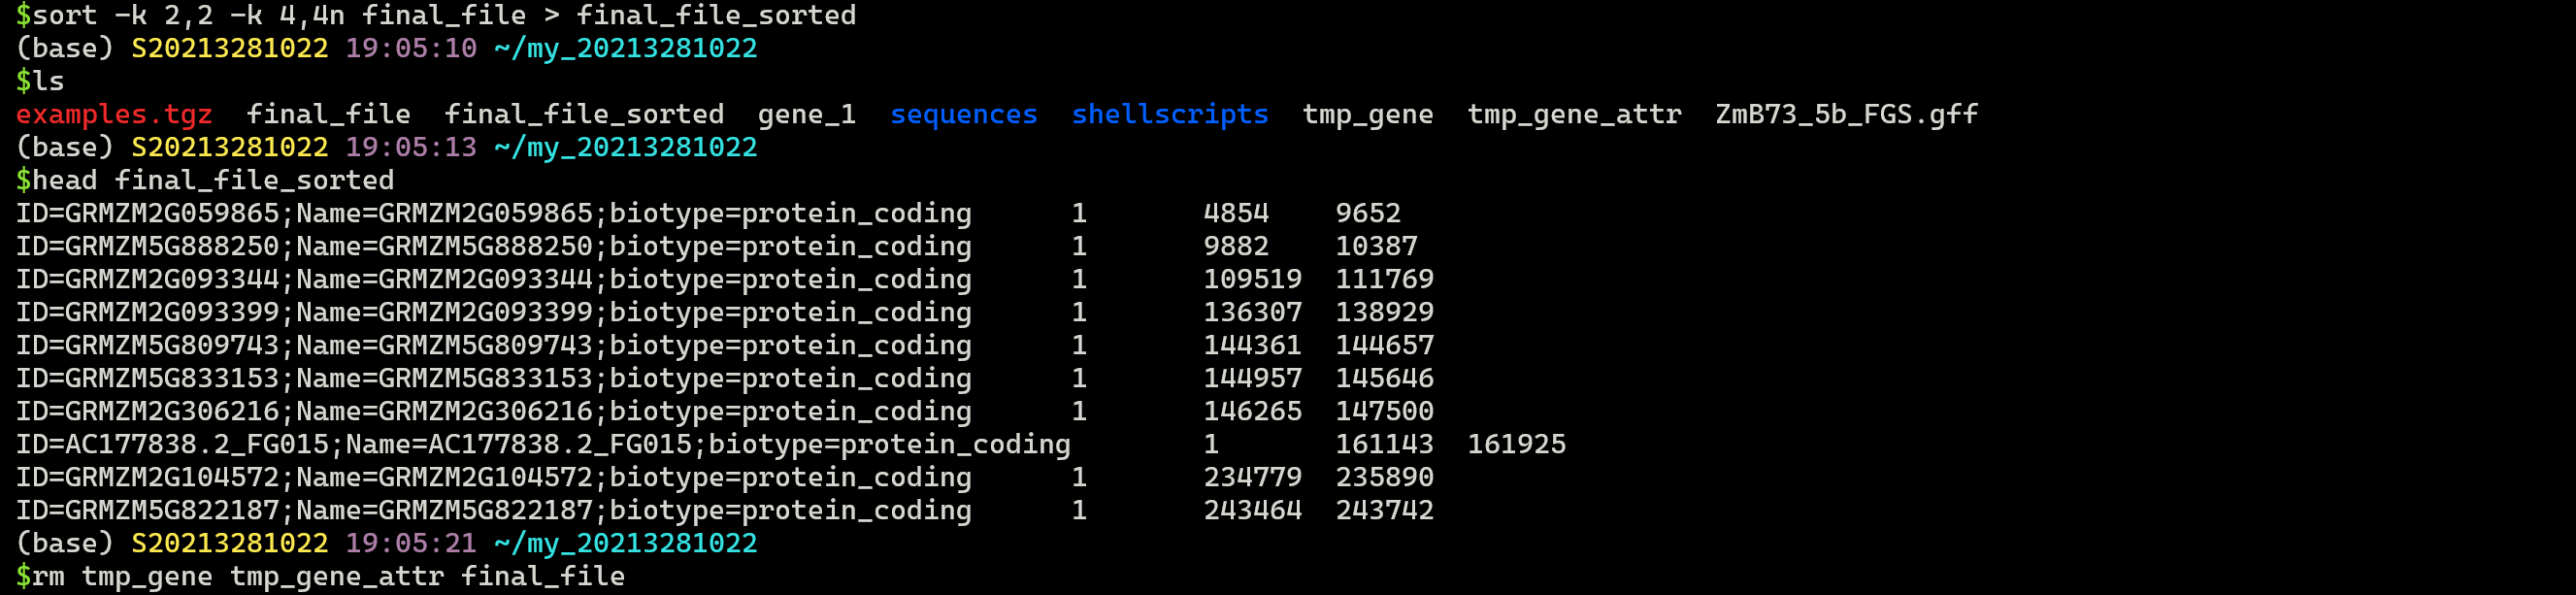 $sort -k 2,2 -k 4,4n final_file > final_file_sorted
(base) S20213281022 19:05:10 ~/my_20213281022
$ls
examples.tgz  final_file  final_file_sorted  gene_1  sequences  shellscripts  tmp_gene  tmp_gene_attr  ZmB73_5b_FGS.gff
(base) S20213281022 19:05:13 ~/my_20213281022
$head final_file_sorted
ID=GRMZM2G059865;Name=GRMZM2G059865;biotype=protein_coding      1       4854    9652
ID=GRMZM5G888250;Name=GRMZM5G888250;biotype=protein_coding      1       9882    10387
ID=GRMZM2G093344;Name=GRMZM2G093344;biotype=protein_coding      1       109519  111769
ID=GRMZM2G093399;Name=GRMZM2G093399;biotype=protein_coding      1       136307  138929
ID=GRMZM5G809743;Name=GRMZM5G809743;biotype=protein_coding      1       144361  144657
ID=GRMZM5G833153;Name=GRMZM5G833153;biotype=protein_coding      1       144957  145646
ID=GRMZM2G306216;Name=GRMZM2G306216;biotype=protein_coding      1       146265  147500
ID=AC177838.2_FG015;Name=AC177838.2_FG015;biotype=protein_coding        1       161143  161925
ID=GRMZM2G104572;Name=GRMZM2G104572;biotype=protein_coding      1       234779  235890
ID=GRMZM5G822187;Name=GRMZM5G822187;biotype=protein_coding      1       243464  243742
(base) S20213281022 19:05:21 ~/my_20213281022
$rm tmp_gene tmp_gene_attr final_file